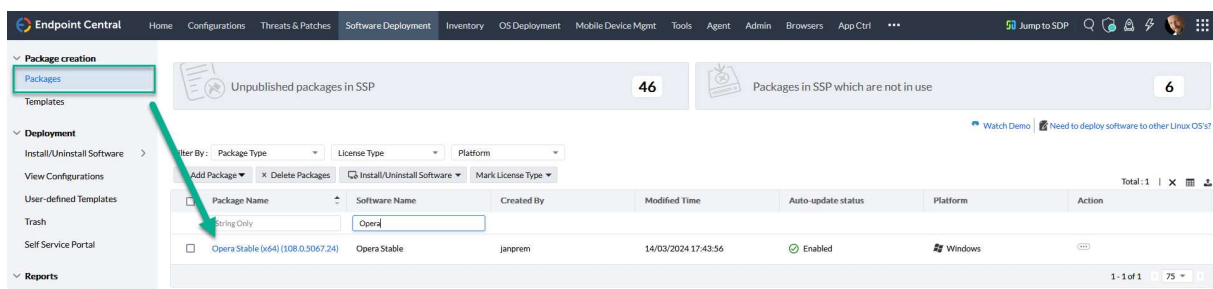 Endpoint Central Home Configurations Threats & Patches Software Deployment Inventory OS Deployment Mobile Device Mgmt Tools Agent Admin Browsers App Ctrl ••• Jump to SDP
Package creation
Packages
Templates
Deployment
Install/Uninstall Software
View Configurations
User-defined Templates
Trash
Self Service Portal
Reports
Unpublished packages in SSP 46
Packages in SSP which are not in use 6
Watch Demo | Need to deploy software to other Linux OS's?
Filter By : Package Type License Type Platform
Add Package Delete Packages Install/Uninstall Software Mark License Type
Total : 1
Package Name Software Name Created By Modified Time Auto-update status Platform Action
String Only Opera
Opera Stable (x64) (108.0.5067.24) Opera Stable janprem 14/03/2024 17:43:56 Enabled Windows
1 - 1 of 1 75